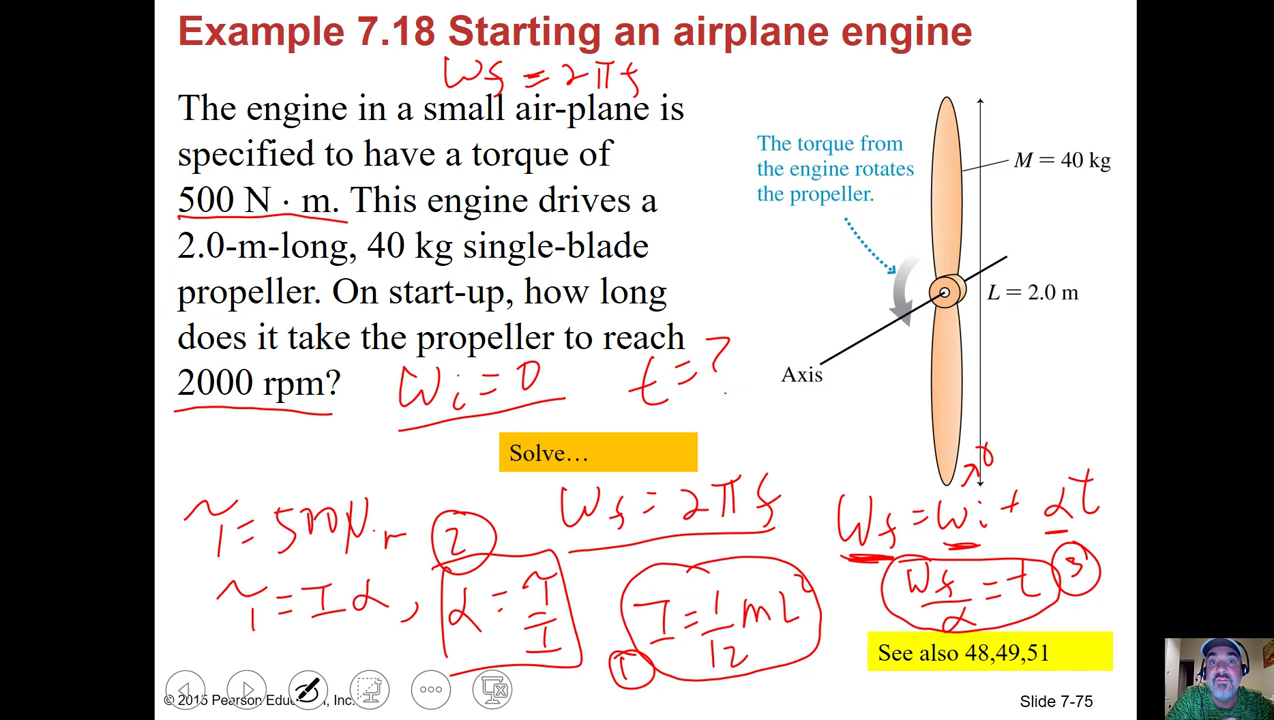 Example 7.18 Starting an airplane engine
ωf = 2πf
The engine in a small air-plane is
specified to have a torque of
500 N · m. This engine drives a
2.0-m-long, 40 kg single-blade
propeller. On start-up, how long
does it take the propeller to reach
2000 rpm?
ωi = 0
t = ?
The torque from
the engine rotates
the propeller.
M = 40 kg
L = 2.0 m
Axis
Solve…
τ = 500 N·m
2
τ = Iα, α = τ/I
ωf = 2πf
1
I = 1/12 mL²
0
ωf = ωi + αt
ωf/α = t
3
See also 48,49,51
© 2015 Pearson Education, Inc.
Slide 7-75